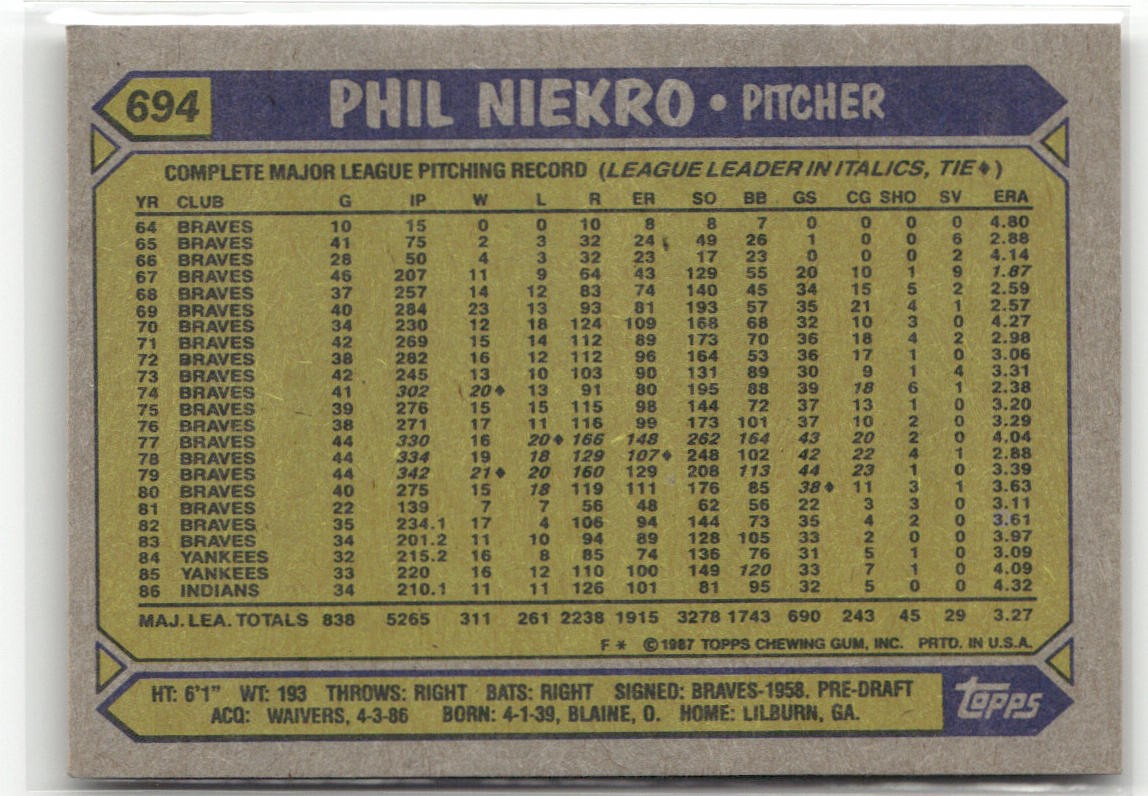 694 PHIL NIEKRO • PITCHER
COMPLETE MAJOR LEAGUE PITCHING RECORD (LEAGUE LEADER IN ITALICS, TIE♦)
YR CLUB G IP W L R ER SO BB GS CG SHO SV ERA
64 BRAVES 10 15 0 0 10 8 8 7 0 0 0 0 4.80
65 BRAVES 41 75 2 3 32 24 49 26 1 0 0 6 2.88
66 BRAVES 28 50 4 3 32 23 17 23 0 0 0 2 4.14
67 BRAVES 46 207 11 9 64 43 129 55 20 10 1 9 1.87
68 BRAVES 37 257 14 12 83 74 140 45 34 15 5 2 2.59
69 BRAVES 40 284 23 13 93 81 193 57 35 21 4 1 2.57
70 BRAVES 34 230 12 18 124 109 168 68 32 10 3 0 4.27
71 BRAVES 42 269 15 14 112 89 173 70 36 18 4 2 2.98
72 BRAVES 38 282 16 12 112 96 164 53 36 17 1 0 3.06
73 BRAVES 42 245 13 10 103 90 131 89 30 9 1 4 3.31
74 BRAVES 41 302 20♦ 13 91 80 195 88 39 18 6 1 2.38
75 BRAVES 39 276 15 15 115 98 144 72 37 13 1 0 3.20
76 BRAVES 38 271 17 11 116 99 173 101 37 10 2 0 3.29
77 BRAVES 44 330 16 20♦ 166 148 262 164 43 20 2 0 4.04
78 BRAVES 44 334 19 18 129 107♦ 248 102 42 22 4 1 2.88
79 BRAVES 44 342 21♦ 20 160 129 208 113 44 23 1 0 3.39
80 BRAVES 40 275 15 18 119 111 176 85 38♦ 11 3 1 3.63
81 BRAVES 22 139 7 7 56 48 62 56 22 3 3 0 3.11
82 BRAVES 35 234.1 17 4 106 94 144 73 35 4 2 0 3.61
83 BRAVES 34 201.2 11 10 94 89 128 105 33 2 0 0 3.97
84 YANKEES 32 215.2 16 8 85 74 136 76 31 5 1 0 3.09
85 YANKEES 33 220 16 12 110 100 149 120 33 7 1 0 4.09
86 INDIANS 34 210.1 11 11 126 101 81 95 32 5 0 0 4.32
MAJ. LEA. TOTALS 838 5265 311 261 2238 1915 3278 1743 690 243 45 29 3.27
F * ©1987 TOPPS CHEWING GUM, INC. PRTD. IN U.S.A.
HT: 6'1" WT: 193 THROWS: RIGHT BATS: RIGHT SIGNED: BRAVES-1958, PRE-DRAFT
ACQ: WAIVERS, 4-3-86 BORN: 4-1-39, BLAINE, O. HOME: LILBURN, GA.
topps